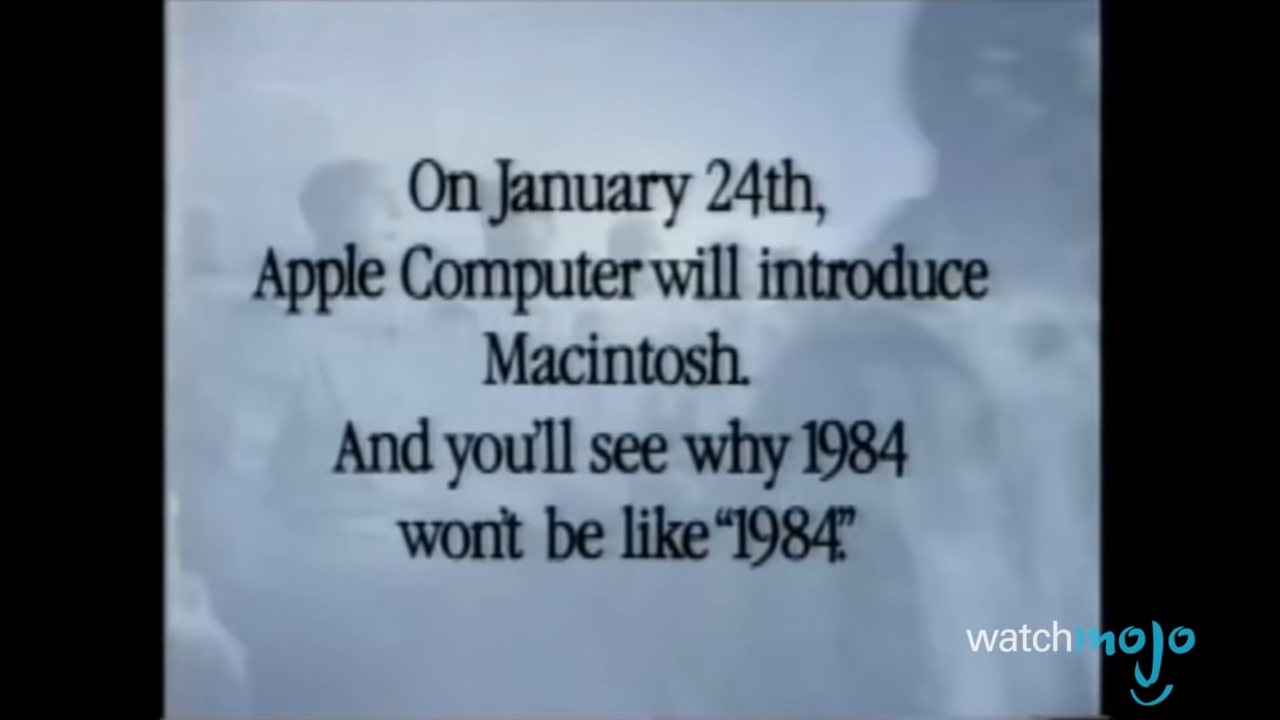 On January 24th,
Apple Computer will introduce
Macintosh.
And you'll see why 1984
won't be like “1984.”
watchmojo